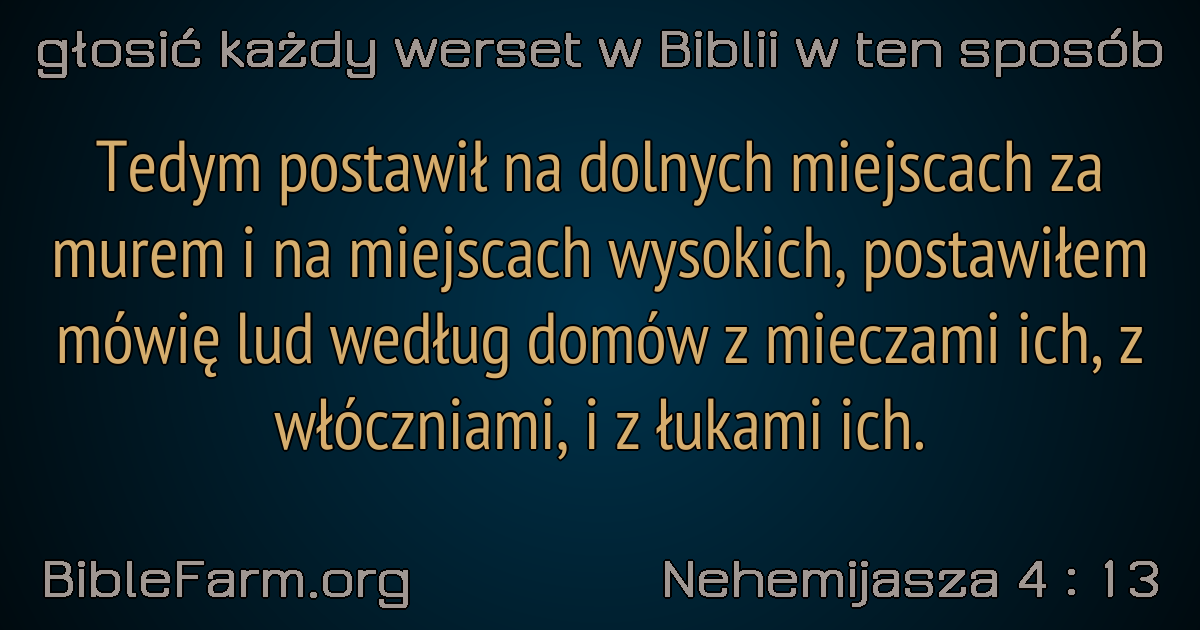 głosić każdy werset w Biblii w ten sposób
Tedym postawił na dolnych miejscach za
murem i na miejscach wysokich, postawiłem
mówię lud według domów z mieczami ich, z
włóczniami, i z łukami ich.
BibleFarm.org
Nehemijasza 4 : 13